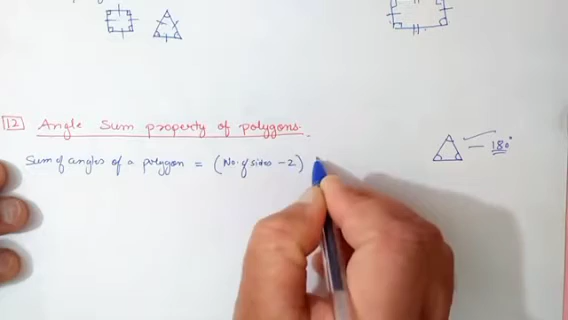 12 Angle Sum property of polygons.
Sum of angles of a polygon = (No. of sides - 2)
180°